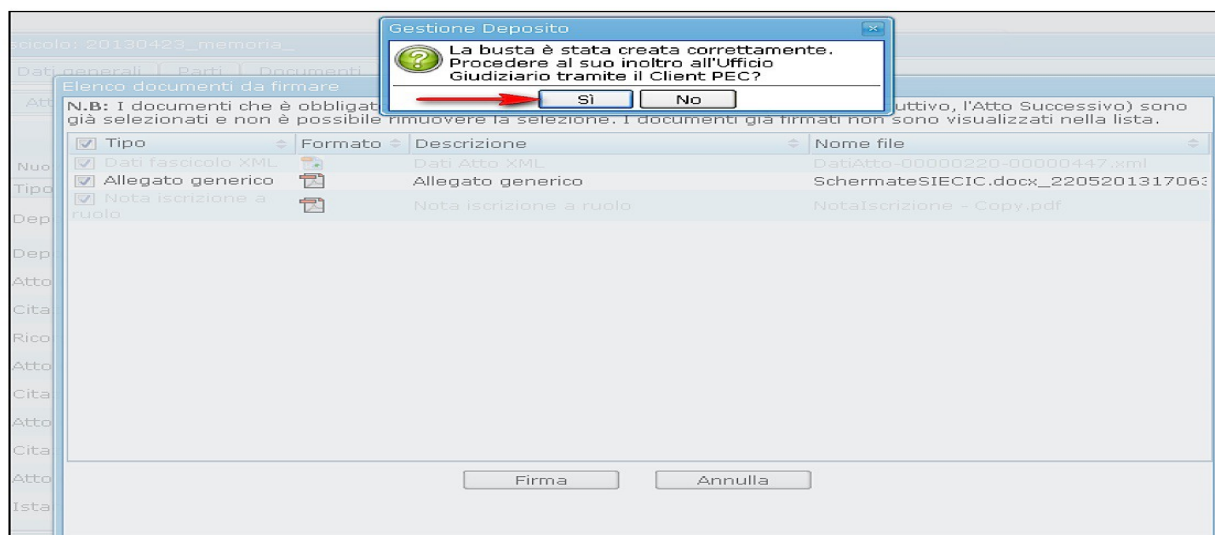 Gestione Deposito
La busta è stata creata correttamente.
Procedere al suo inoltro all'Ufficio
Giudiziario tramite il Client PEC?
Sì No
scicolo: 20130423_memoria_
Dati generali Parti Documenti
Att
Elenco documenti da firmare
N.B: I documenti che è obbligat uttivo, l'Atto Successivo) sono
già selezionati e non è possibile rimuovere la selezione. I documenti già firmati non sono visualizzati nella lista.
Tipo Formato Descrizione Nome file
Dati fascicolo XML Dati Atto XML DatiAtto-00000220-00000447.xml
Allegato generico Allegato generico SchermateSIECIC.docx_2205201317063
Nota iscrizione a
ruolo Nota iscrizione a ruolo NotaIscrizione - Copy.pdf
Nuo
Tipo
Dep
Dep
Atto
Cita
Rico
Atto
Cita
Atto
Cita
Atto
Ista
Firma Annulla